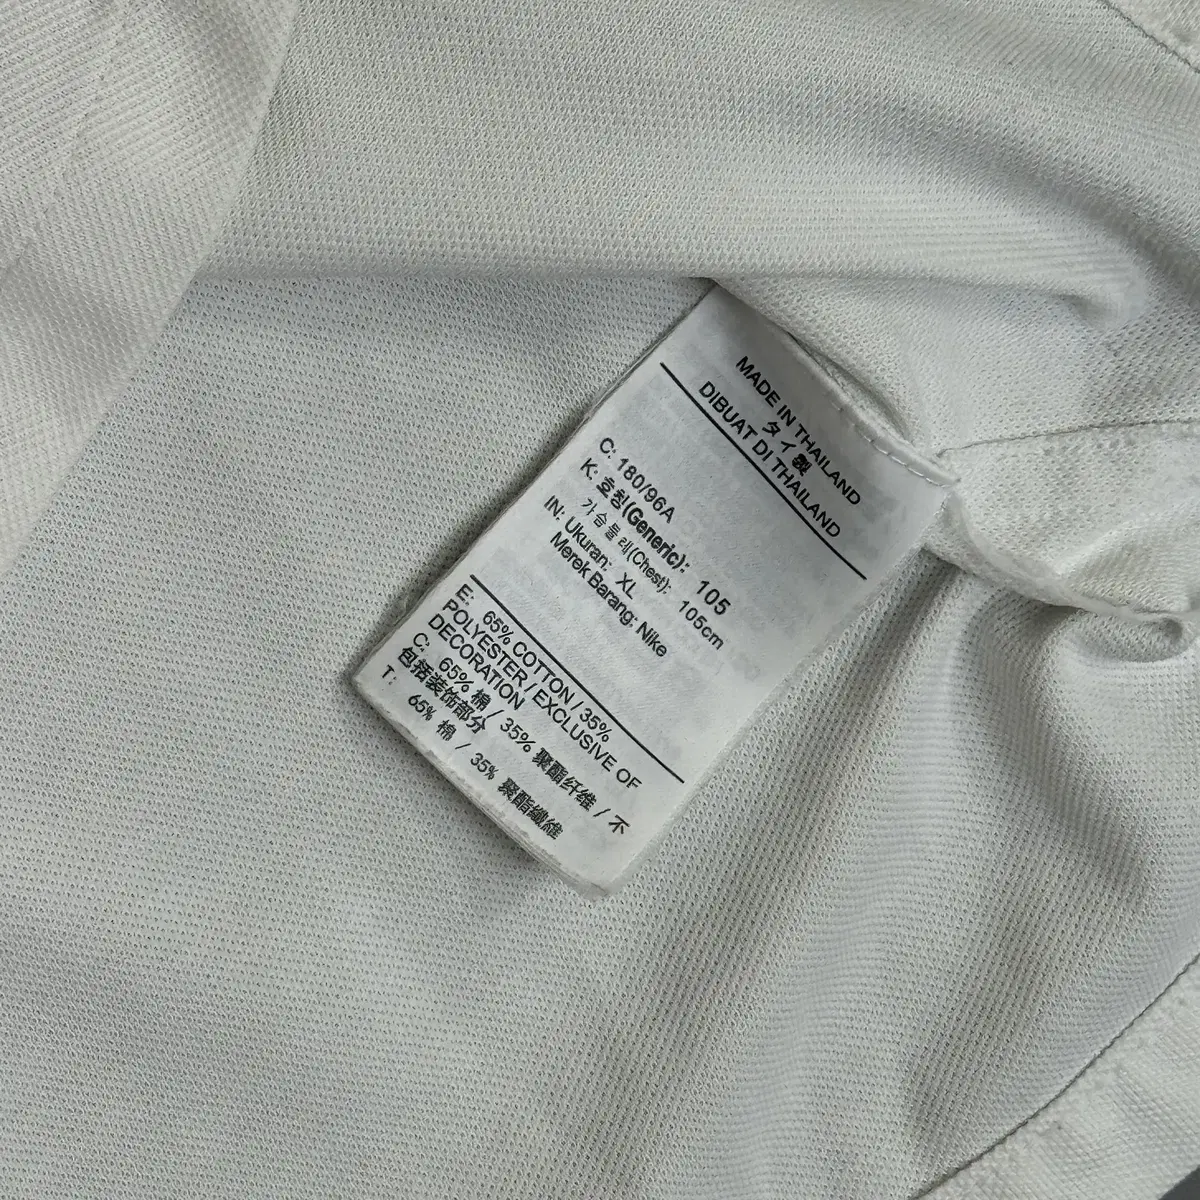 MADE IN THAILAND
タイ製
DIBUAT DI THAILAND
C: 180/96A
K: 호칭(Generic): 105
가슴둘레(Chest): 105cm
IN: Ukuran: XL
Merek Barang: Nike
E: 65% COTTON / 35%
POLYESTER / EXCLUSIVE OF
DECORATION
C: 65% 棉 / 35% 聚酯纤维 / 不
包括装饰部分
T: 65% 棉 / 35% 聚酯纖維